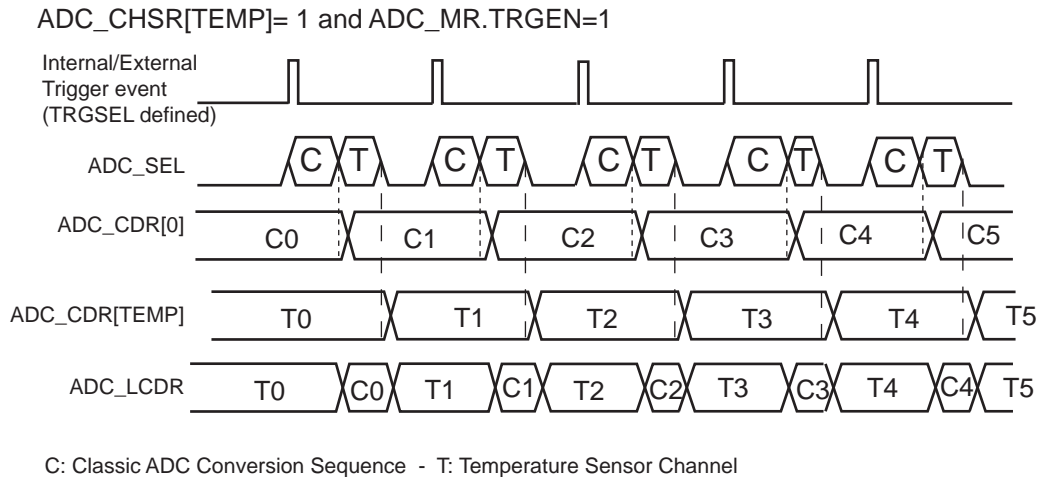 ADC_CHSR[TEMP]= 1 and ADC_MR.TRGEN=1
Internal/External
Trigger event
(TRGSEL defined)
ADC_SEL C T C T C T C T C T
ADC_CDR[0] C0 C1 C2 C3 C4 C5
ADC_CDR[TEMP] T0 T1 T2 T3 T4 T5
ADC_LCDR T0 C0 T1 C1 T2 C2 T3 C3 T4 C4 T5
C: Classic ADC Conversion Sequence - T: Temperature Sensor Channel